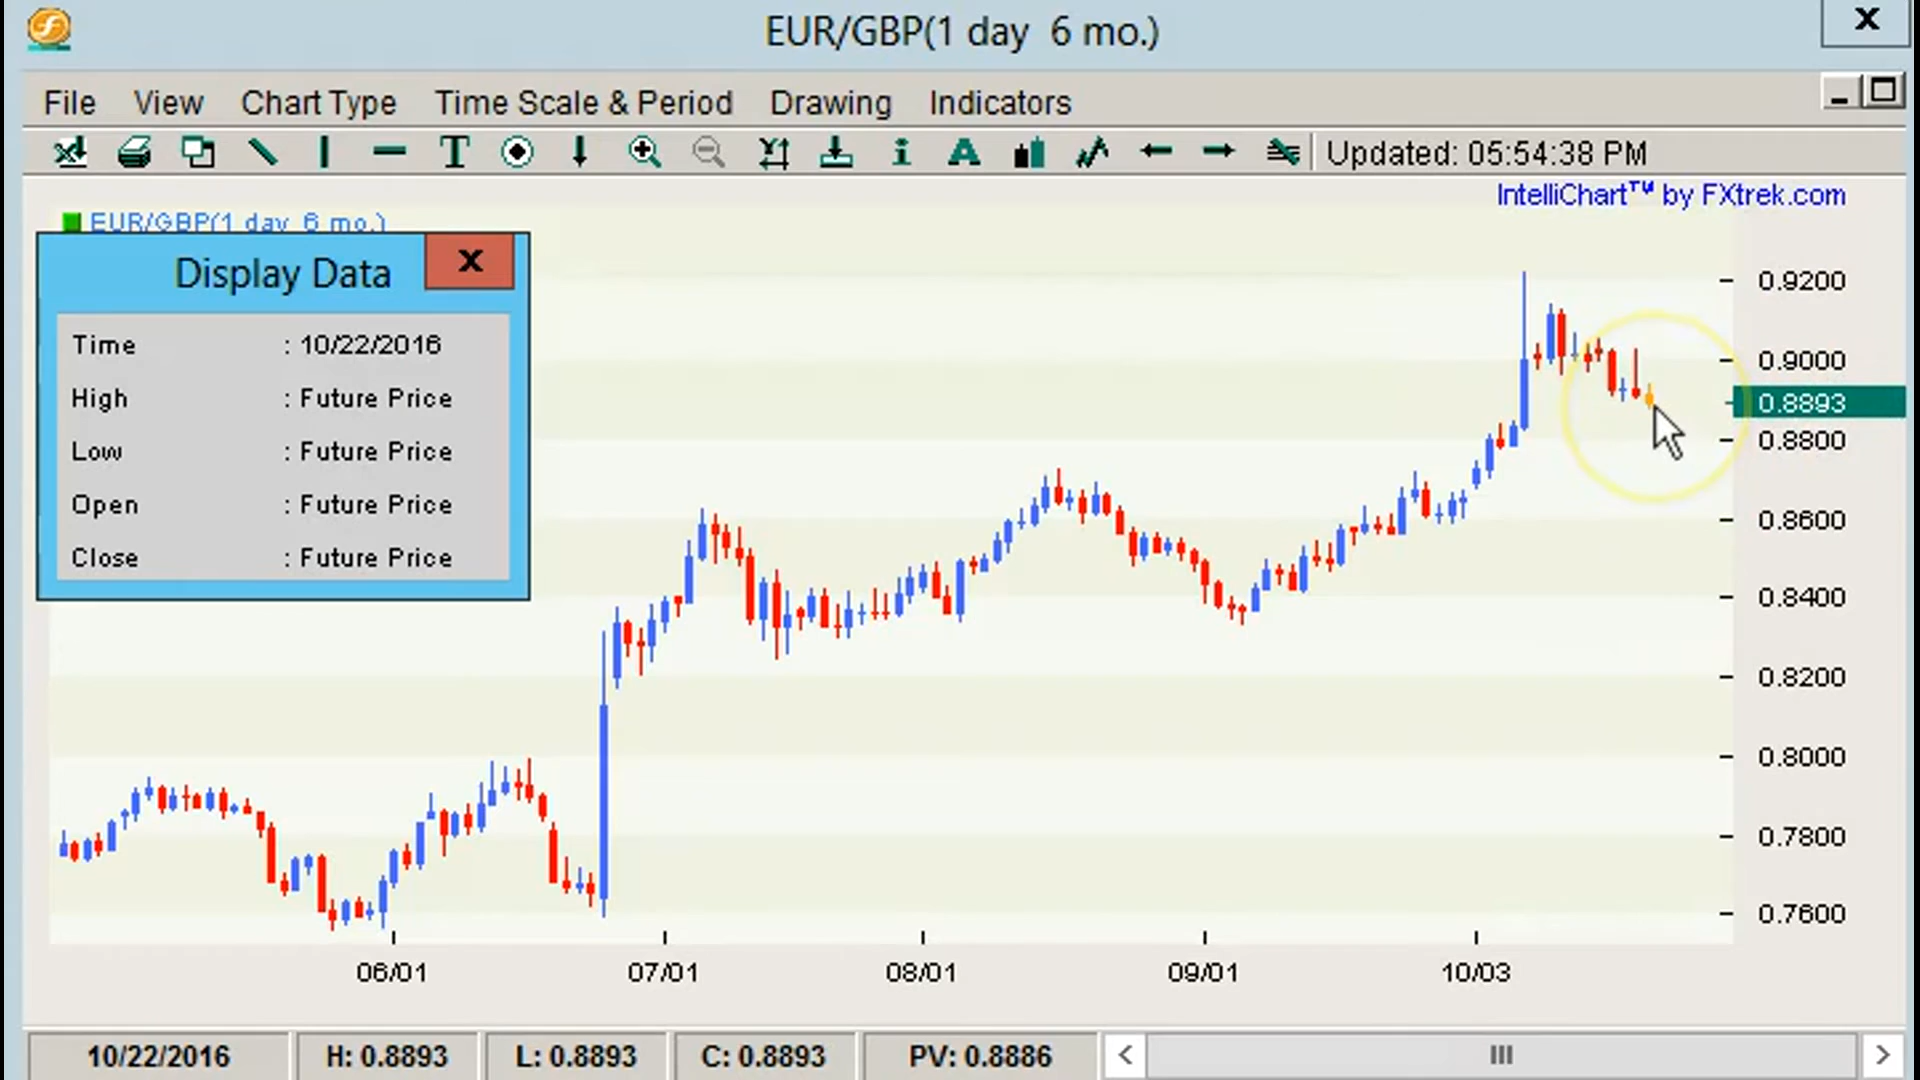 EUR/GBP(1 day  6 mo.)
X
File View Chart Type Time Scale & Period Drawing Indicators
T i A Updated: 05:54:38 PM
IntelliChart™ by FXtrek.com
EUR/GBP(1 day  6 mo.)
Display Data X
Time : 10/22/2016
High : Future Price
Low : Future Price
Open : Future Price
Close : Future Price
0.9200
0.9000
0.8893
0.8800
0.8600
0.8400
0.8200
0.8000
0.7800
0.7600
06/01 07/01 08/01 09/01 10/03
10/22/2016 H: 0.8893 L: 0.8893 C: 0.8893 PV: 0.8886